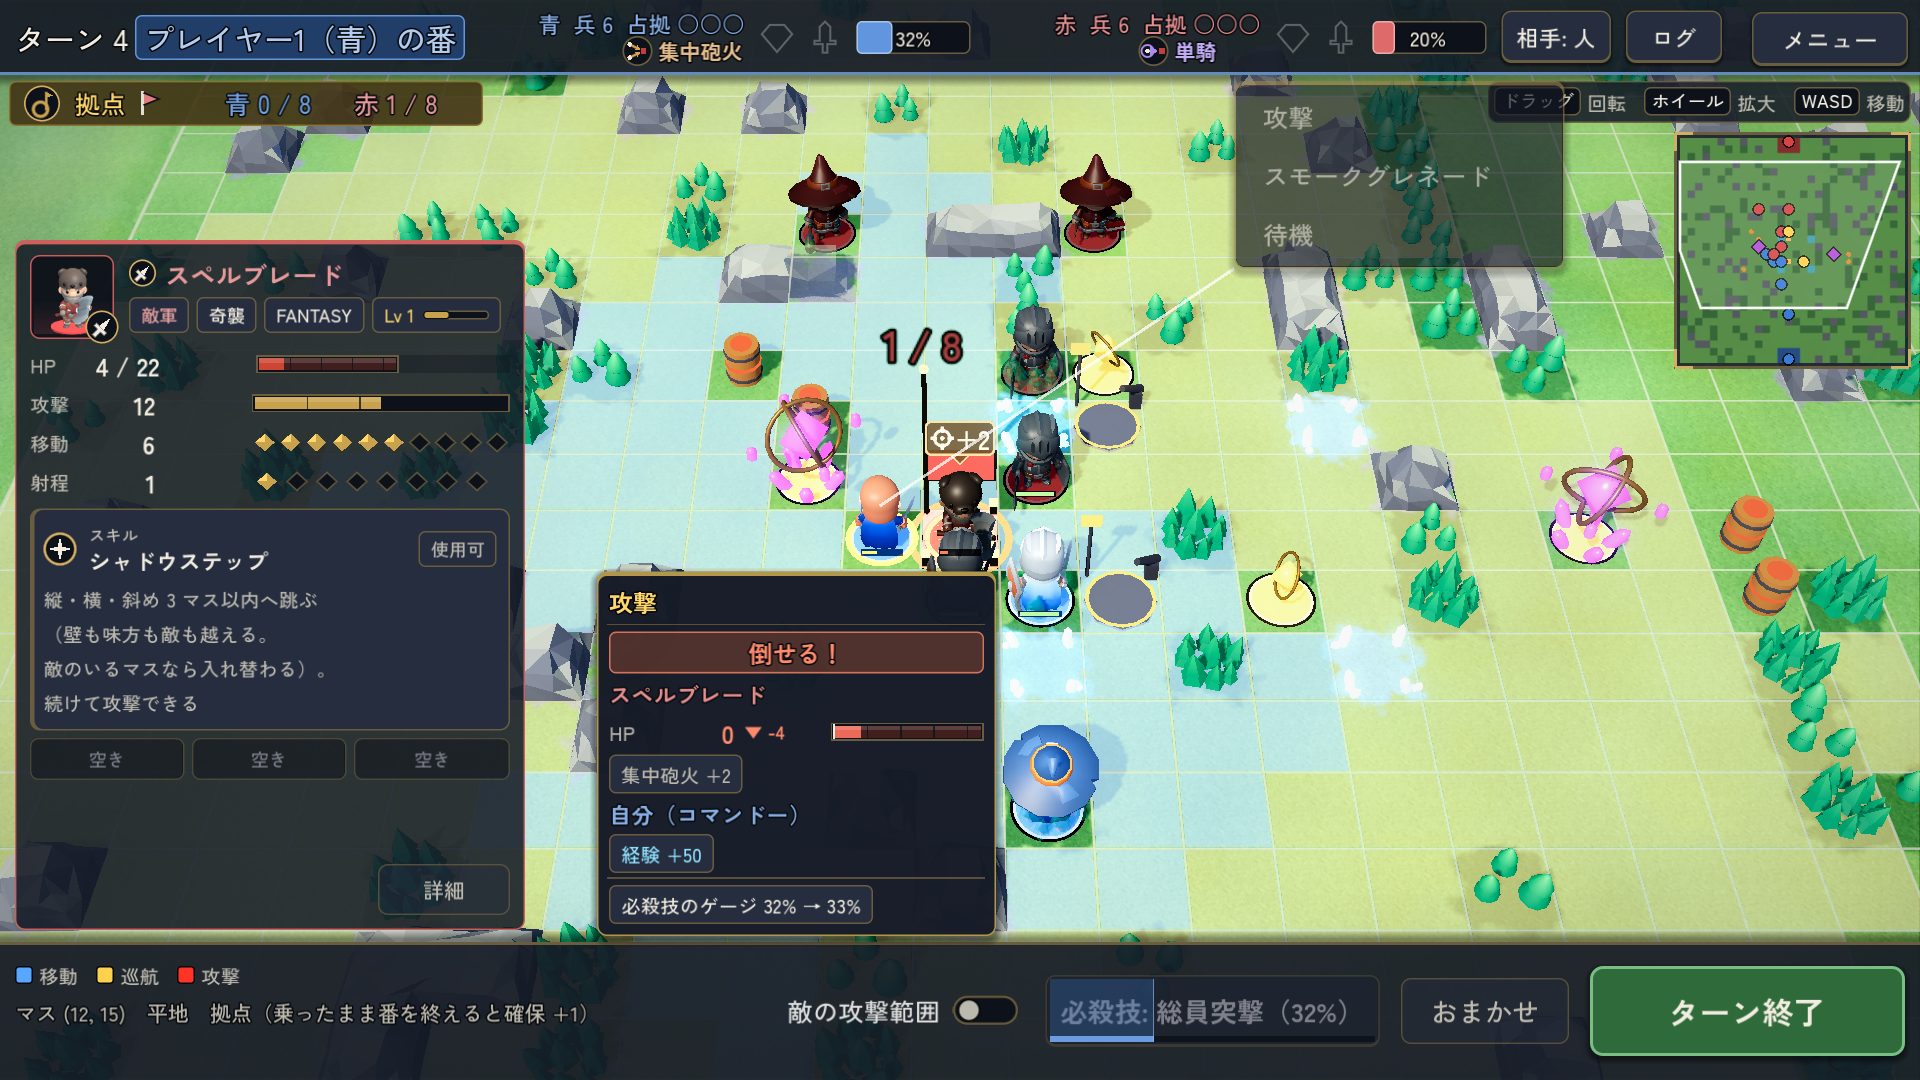 ターン 4 プレイヤー1（青）の番
青 兵 6 占拠 〇〇〇
集中砲火
32%
赤 兵 6 占拠 〇〇〇
単騎
20%
相手: 人
ログ
メニュー
拠点 青 0 / 8 赤 1 / 8
ドラッグ 回転 ホイール 拡大 WASD 移動
攻撃
スモークグレネード
待機
スペルブレード
敵軍 奇襲 FANTASY Lv 1
HP 4 / 22
攻撃 12
移動 6
射程 1
スキル
シャドウステップ
使用可
縦・横・斜め 3 マス以内へ跳ぶ
（壁も味方も敵も越える。
敵のいるマスなら入れ替わる）。
続けて攻撃できる
空き 空き 空き
詳細
1 / 8
+2
攻撃
倒せる！
スペルブレード
HP 0 ▼ -4
集中砲火 +2
自分（コマンドー）
経験 +50
必殺技のゲージ 32% → 33%
移動 巡航 攻撃
マス (12, 15) 平地 拠点（乗ったまま番を終えると確保 +1）
敵の攻撃範囲
必殺技: 総員突撃（32%）
おまかせ
ターン終了